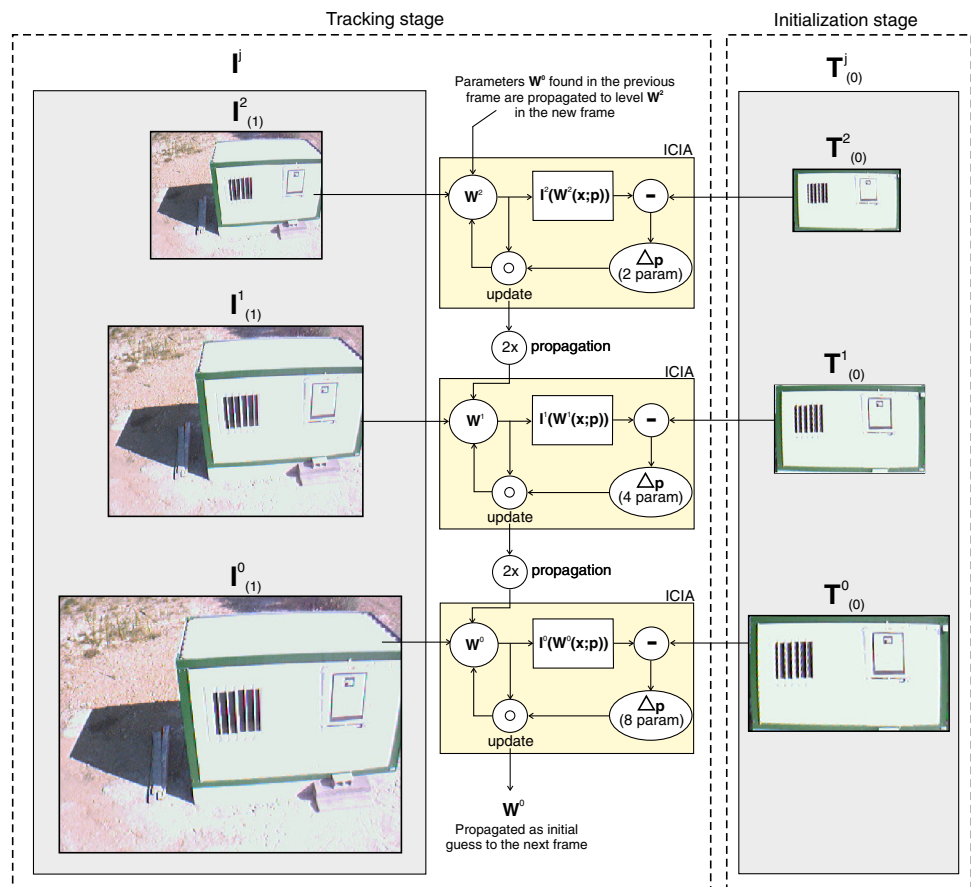 Tracking stage
Initialization stage
I^j
T^j_(0)
Parameters W^0 found in the previous
frame are propagated to level W^2
in the new frame
I^2_(1)
ICIA
T^2_(0)
W^2
I^2(W^2(x;p))
-
△p
(2 param)
update
2x propagation
I^1_(1)
ICIA
T^1_(0)
W^1
I^1(W^1(x;p))
-
△p
(4 param)
update
2x propagation
I^0_(1)
ICIA
T^0_(0)
W^0
I^0(W^0(x;p))
-
△p
(8 param)
update
W^0
Propagated as initial
guess to the next frame